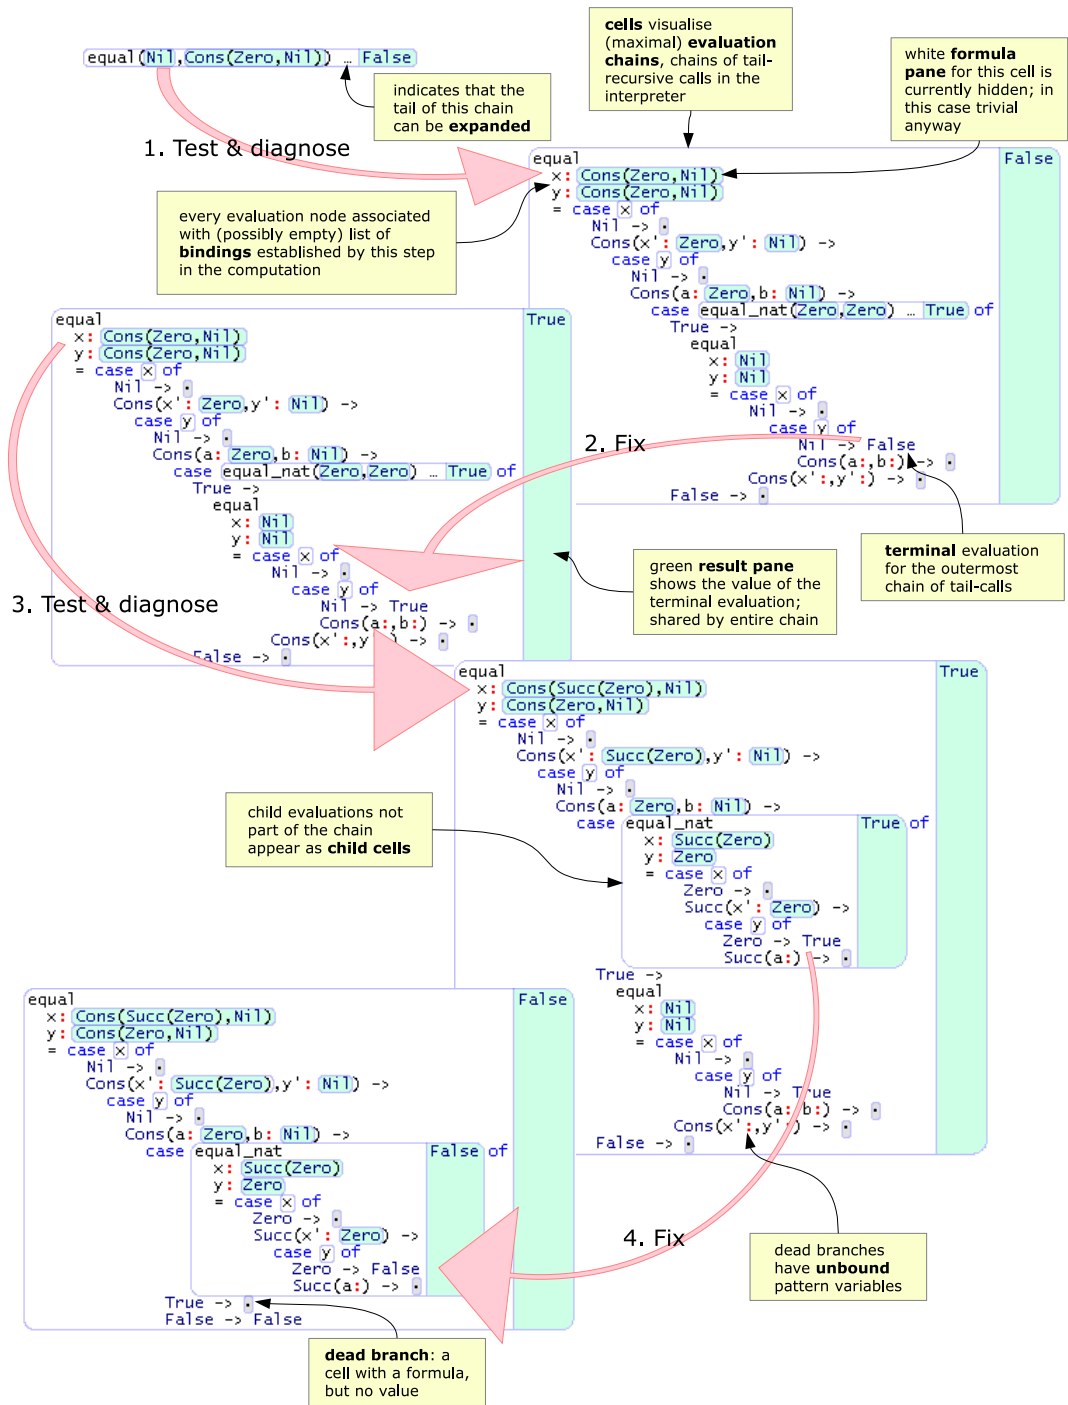 equal(Nil,Cons(Zero,Nil)) … False
indicates that the
tail of this chain
can be expanded
cells visualise
(maximal) evaluation
chains, chains of tail-
recursive calls in the
interpreter
white formula
pane for this cell is
currently hidden; in
this case trivial
anyway
1. Test & diagnose
every evaluation node associated
with (possibly empty) list of
bindings established by this step
in the computation
equal False
x: Cons(Zero,Nil)
y: Cons(Zero,Nil)
= case x of
Nil -> ·
Cons(x': Zero,y': Nil) ->
case y of
Nil -> ·
Cons(a: Zero,b: Nil) ->
case equal_nat(Zero,Zero) … True of
True ->
equal
x: Nil
y: Nil
= case x of
Nil -> ·
case y of
Nil -> False
Cons(a:,b:) -> ·
Cons(x':,y':) -> ·
False -> ·
equal True
x: Cons(Zero,Nil)
y: Cons(Zero,Nil)
= case x of
Nil -> ·
Cons(x': Zero,y': Nil) ->
case y of
Nil -> ·
Cons(a: Zero,b: Nil) ->
case equal_nat(Zero,Zero) … True of
True ->
equal
x: Nil
y: Nil
= case x of
Nil -> ·
case y of
Nil -> True
Cons(a:,b:) -> ·
Cons(x':,y':) -> ·
False -> ·
2. Fix
terminal evaluation
for the outermost
chain of tail-calls
green result pane
shows the value of the
terminal evaluation;
shared by entire chain
3. Test & diagnose
equal True
x: Cons(Succ(Zero),Nil)
y: Cons(Zero,Nil)
= case x of
Nil -> ·
Cons(x': Succ(Zero),y': Nil) ->
case y of
Nil -> ·
Cons(a: Zero,b: Nil) ->
case equal_nat True of
x: Succ(Zero)
y: Zero
= case x of
Zero -> ·
Succ(x': Zero) ->
case y of
Zero -> True
Succ(a:) -> ·
True ->
equal
x: Nil
y: Nil
= case x of
Nil -> ·
case y of
Nil -> True
Cons(a:,b:) -> ·
Cons(x':,y':) -> ·
False -> ·
child evaluations not
part of the chain
appear as child cells
equal False
x: Cons(Succ(Zero),Nil)
y: Cons(Zero,Nil)
= case x of
Nil -> ·
Cons(x': Succ(Zero),y': Nil) ->
case y of
Nil -> ·
Cons(a: Zero,b: Nil) ->
case equal_nat False of
x: Succ(Zero)
y: Zero
= case x of
Zero -> ·
Succ(x': Zero) ->
case y of
Zero -> False
Succ(a:) -> ·
True -> ·
False -> False
4. Fix
dead branches
have unbound
pattern variables
dead branch: a
cell with a formula,
but no value